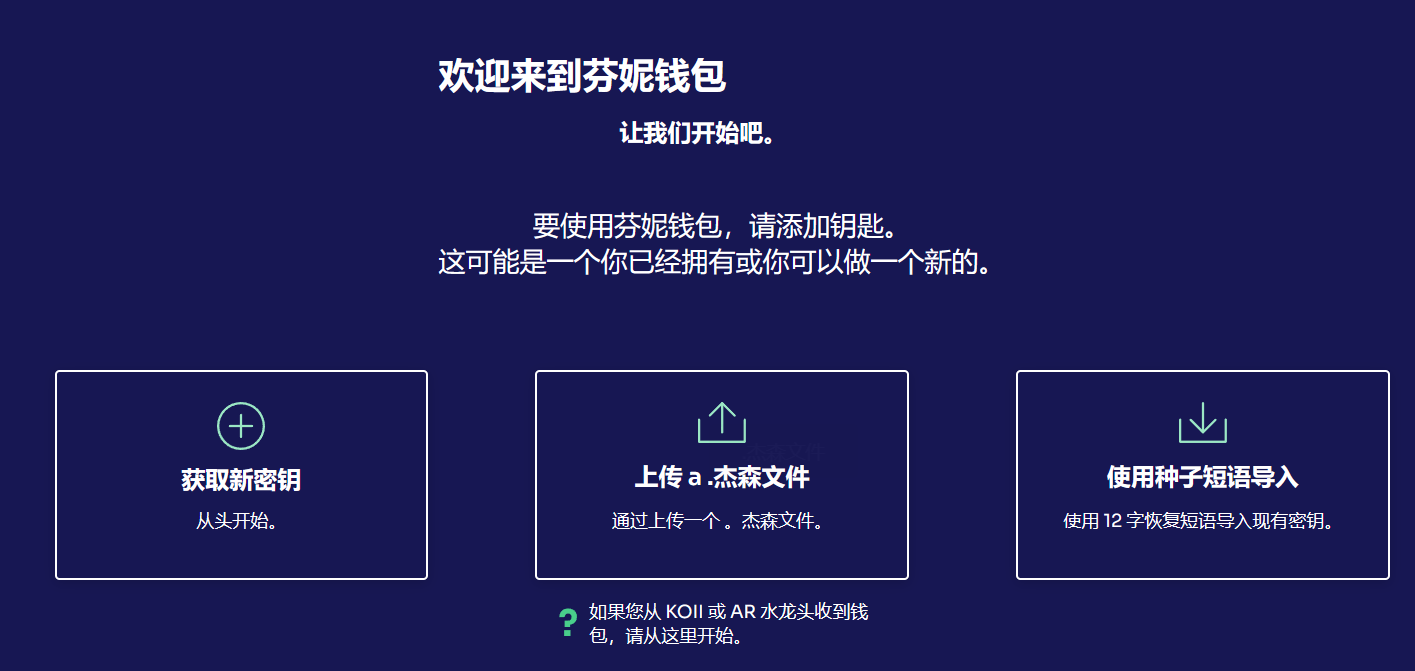 欢迎来到芬妮钱包
让我们开始吧。
要使用芬妮钱包，请添加钥匙。
这可能是一个你已经拥有或你可以做一个新的。
获取新密钥
从头开始。
上传 a .杰森文件
通过上传一个 。杰森文件。
使用种子短语导入
使用 12 字恢复短语导入现有密钥。
? 如果您从 KOII 或 AR 水龙头收到钱
包，请从这里开始。